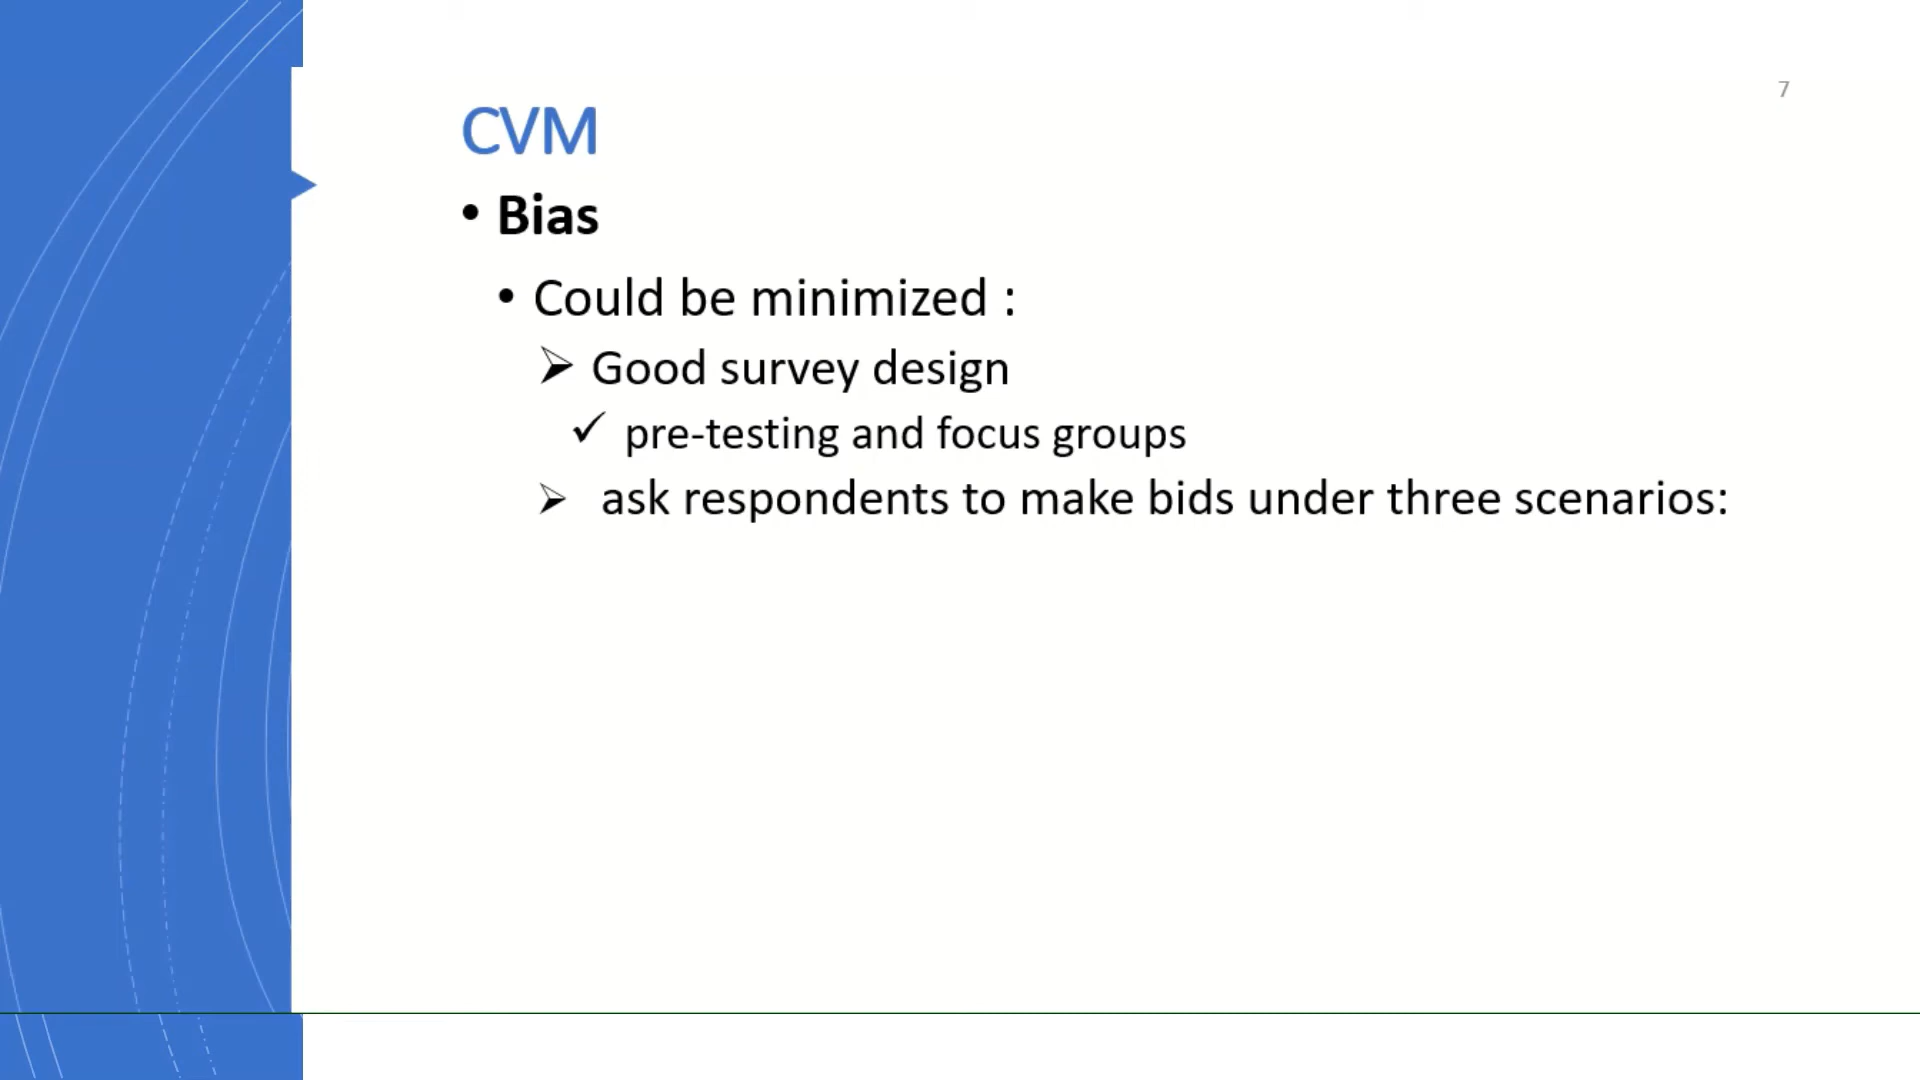 7
CVM
• Bias
• Could be minimized :
➢ Good survey design
✓ pre-testing and focus groups
➢ ask respondents to make bids under three scenarios: